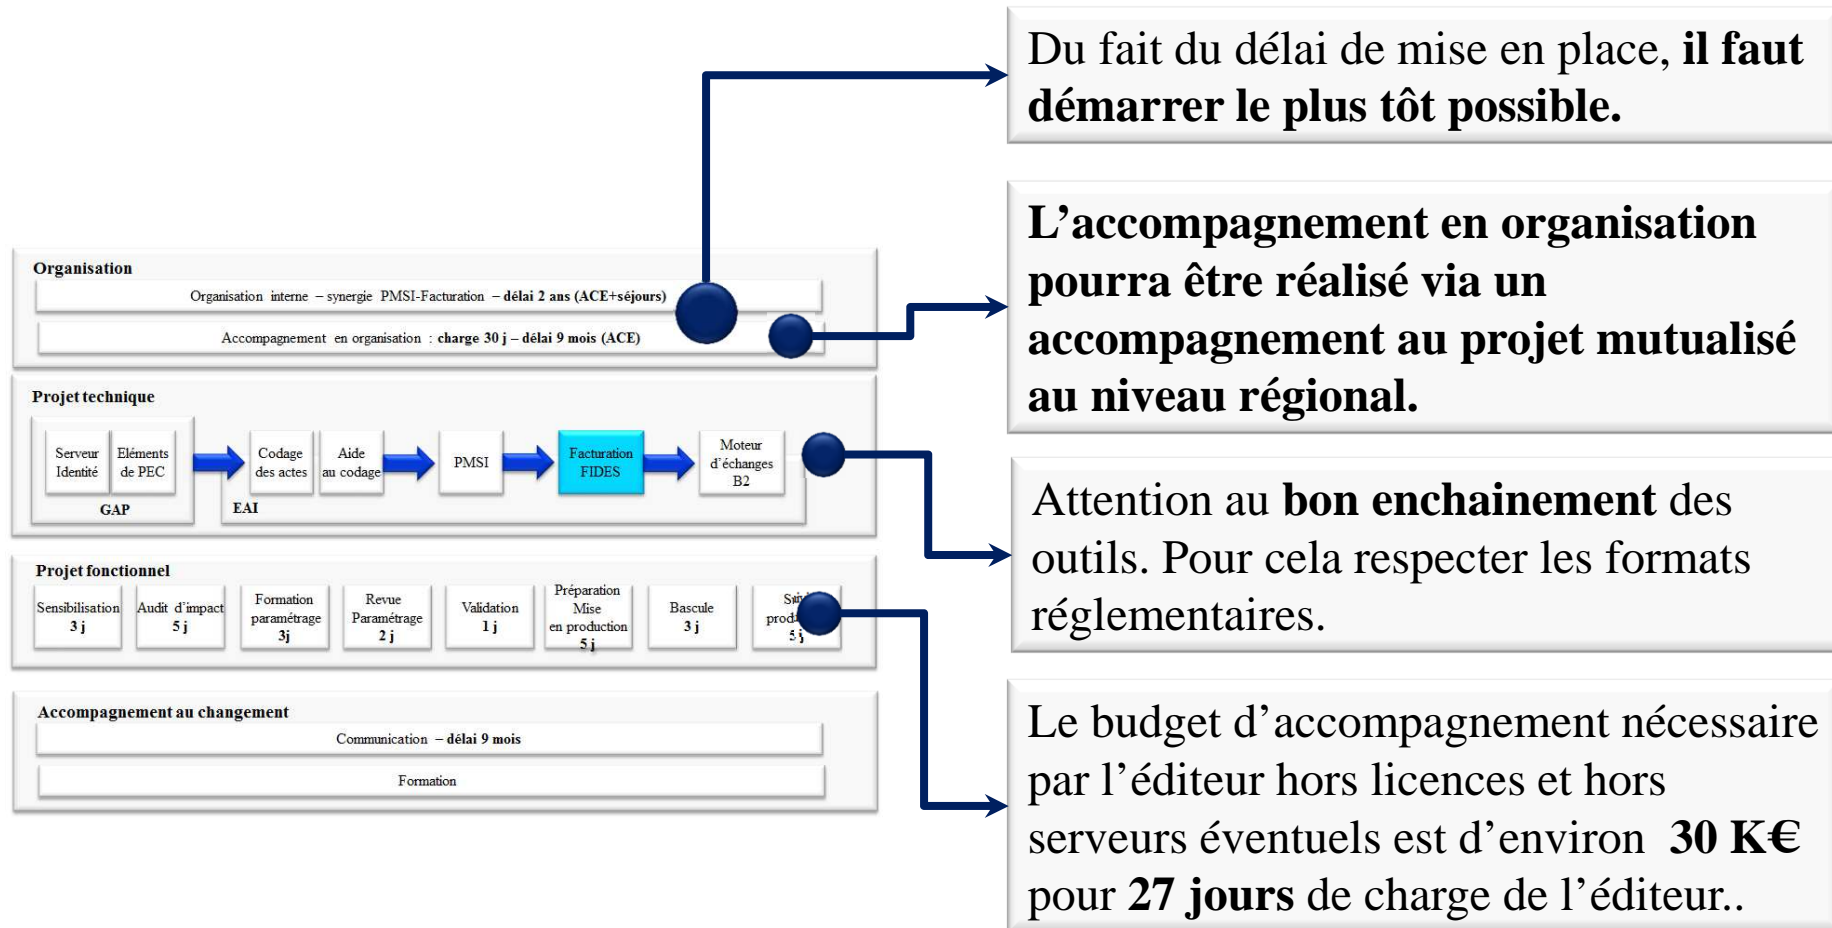 Du fait du délai de mise en place, il faut
démarrer le plus tôt possible.
L’accompagnement en organisation
pourra être réalisé via un
accompagnement au projet mutualisé
au niveau régional.
Attention au bon enchainement des
outils. Pour cela respecter les formats
réglementaires.
Le budget d’accompagnement nécessaire
par l’éditeur hors licences et hors
serveurs éventuels est d’environ 30 K€
pour 27 jours de charge de l’éditeur..
Organisation
Organisation interne – synergie PMSI-Facturation – délai 2 ans (ACE+séjours)
Accompagnement en organisation : charge 30 j – délai 9 mois (ACE)
Projet technique
Serveur
Identité
Eléments
de PEC
GAP
Codage
des actes
Aide
au codage
EAI
PMSI
Facturation
FIDES
Moteur
d’échanges
B2
Projet fonctionnel
Sensibilisation
3 j
Audit d’impact
5 j
Formation
paramétrage
3j
Revue
Paramétrage
2 j
Validation
1 j
Préparation
Mise
en production
5 j
Bascule
3 j
5 j
Accompagnement au changement
Communication – délai 9 mois
Formation